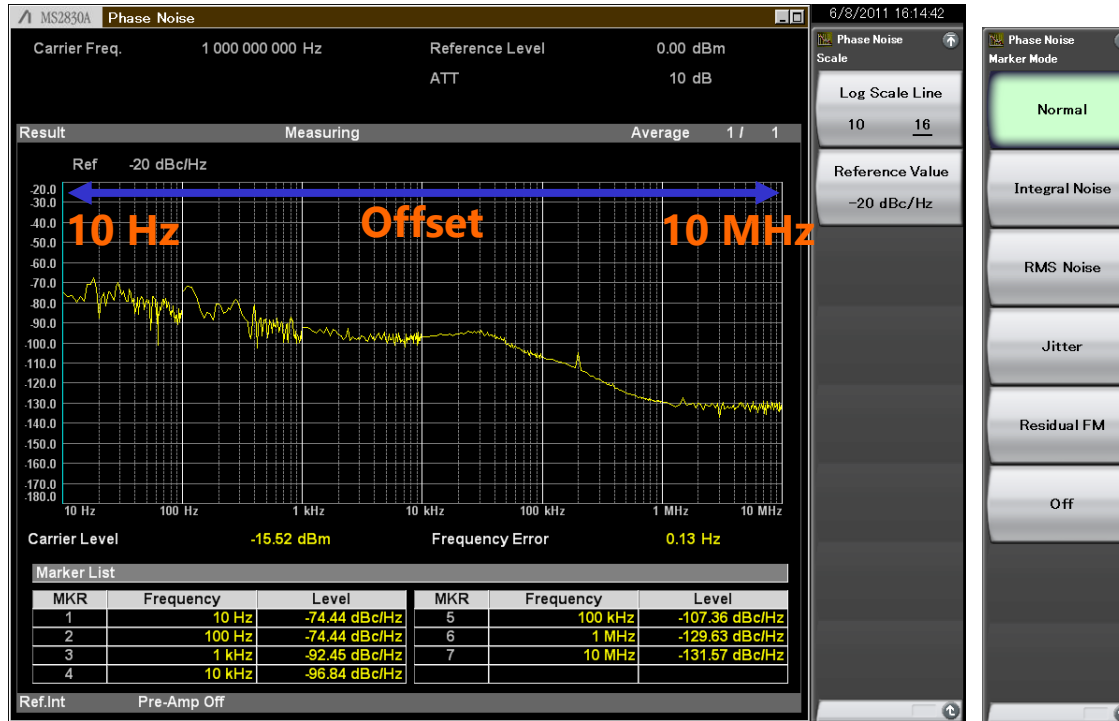 MS2830A Phase Noise
6/8/2011 16:14:42
Carrier Freq. 1 000 000 000 Hz Reference Level 0.00 dBm
ATT 10 dB
Result Measuring Average 1 / 1
Ref -20 dBc/Hz
-20.0
-30.0
-40.0
-50.0
-60.0
-70.0
-80.0
-90.0
-100.0
-110.0
-120.0
-130.0
-140.0
-150.0
-160.0
-170.0
-180.0
10 Hz Offset 10 MHz
10 Hz 100 Hz 1 kHz 10 kHz 100 kHz 1 MHz 10 MHz
Carrier Level -15.52 dBm Frequency Error 0.13 Hz
Marker List
MKR Frequency Level MKR Frequency Level
1 10 Hz -74.44 dBc/Hz 5 100 kHz -107.36 dBc/Hz
2 100 Hz -74.44 dBc/Hz 6 1 MHz -129.63 dBc/Hz
3 1 kHz -92.45 dBc/Hz 7 10 MHz -131.57 dBc/Hz
4 10 kHz -96.84 dBc/Hz
Ref.Int Pre-Amp Off
Phase Noise
Scale
Log Scale Line
10 16
Reference Value
-20 dBc/Hz
Phase Noise
Marker Mode
Normal
Integral Noise
RMS Noise
Jitter
Residual FM
Off